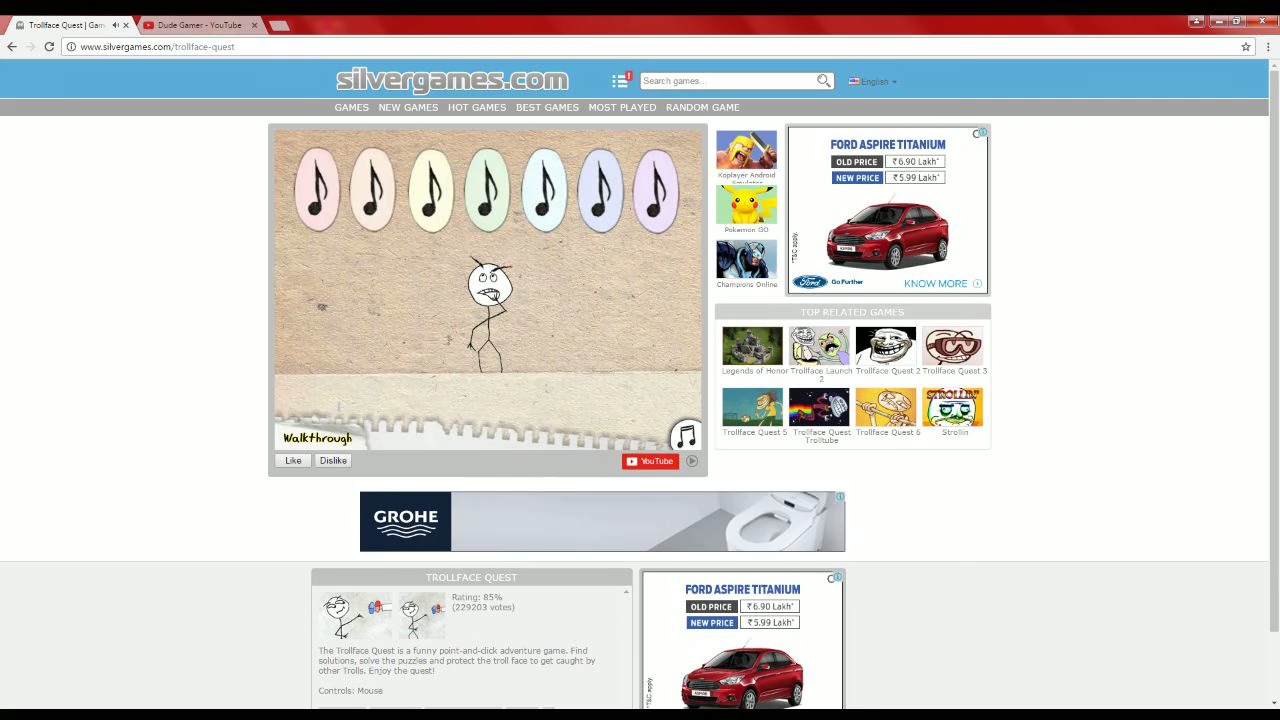 Trollface Quest | Gam
Dude Gamer - YouTube
www.silvergames.com/trollface-quest
silvergames.com
Search games...
English
GAMES NEW GAMES HOT GAMES BEST GAMES MOST PLAYED RANDOM GAME
Koplayer Android
Emulator
Pokemon GO
Champions Online
FORD ASPIRE TITANIUM
OLD PRICE ₹6.90 Lakh*
NEW PRICE ₹5.99 Lakh*
*T&C apply.
Ford Go Further
KNOW MORE
TOP RELATED GAMES
Legends of Honor
Trollface Launch
2
Trollface Quest 2
Trollface Quest 3
STROLLIN'
Trollface Quest 5
Trollface Quest
Trolltube
Trollface Quest 6
Strollin
Walkthrough
Like Dislike
YouTube
GROHE
TROLLFACE QUEST
Rating: 85%
(229203 votes)
The Trollface Quest is a funny point-and-click adventure game. Find
solutions, solve the puzzles and protect the troll face to get caught by
other Trolls. Enjoy the quest!
Controls: Mouse
FORD ASPIRE TITANIUM
OLD PRICE ₹6.90 Lakh*
NEW PRICE ₹5.99 Lakh*
*T&C apply.